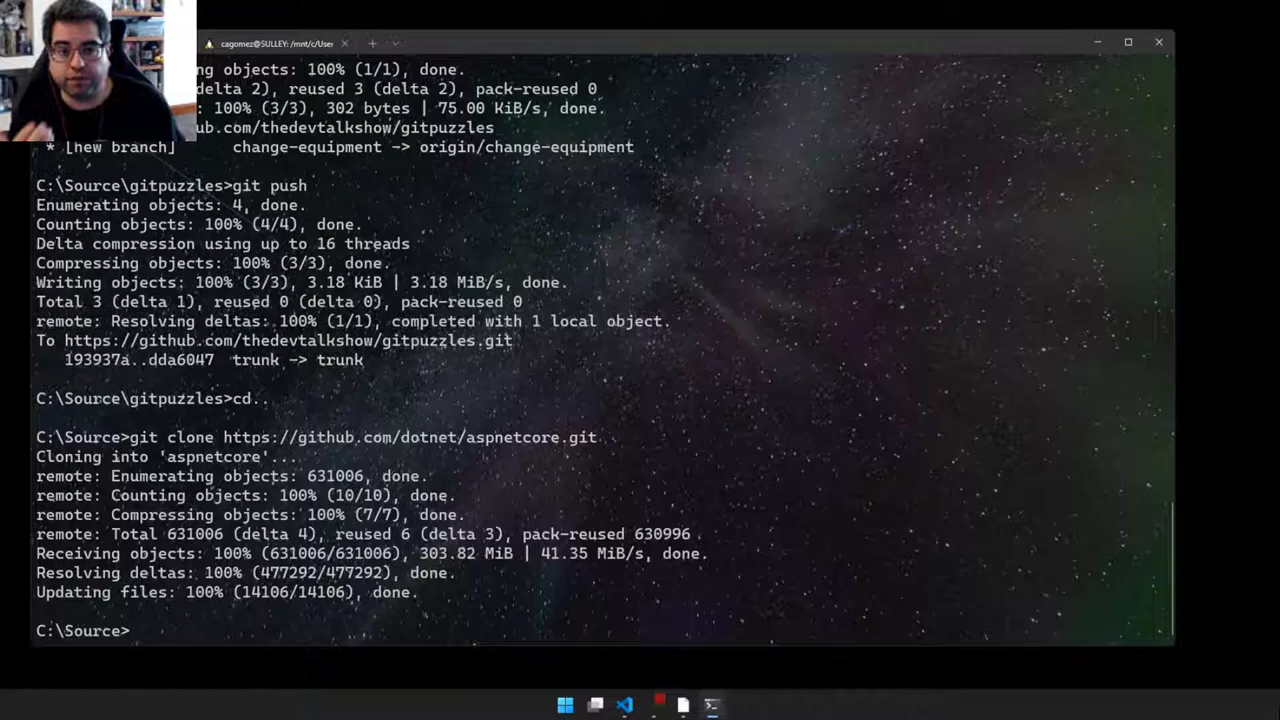 cagomez@SULLEY: /mnt/c/Use
ng objects: 100% (1/1), done.
delta 2), reused 3 (delta 2), pack-reused 0
: 100% (3/3), 302 bytes | 75.00 KiB/s, done.
ub.com/thedevtalkshow/gitpuzzles
* [new branch] change-equipment -> origin/change-equipment
C:\Source\gitpuzzles>git push
Enumerating objects: 4, done.
Counting objects: 100% (4/4), done.
Delta compression using up to 16 threads
Compressing objects: 100% (3/3), done.
Writing objects: 100% (3/3), 3.18 KiB | 3.18 MiB/s, done.
Total 3 (delta 1), reused 0 (delta 0), pack-reused 0
remote: Resolving deltas: 100% (1/1), completed with 1 local object.
To https://github.com/thedevtalkshow/gitpuzzles.git
193937a..dda6047 trunk -> trunk
C:\Source\gitpuzzles>cd..
C:\Source>git clone https://github.com/dotnet/aspnetcore.git
Cloning into 'aspnetcore'...
remote: Enumerating objects: 631006, done.
remote: Counting objects: 100% (10/10), done.
remote: Compressing objects: 100% (7/7), done.
remote: Total 631006 (delta 4), reused 6 (delta 3), pack-reused 630996
Receiving objects: 100% (631006/631006), 303.82 MiB | 41.35 MiB/s, done.
Resolving deltas: 100% (477292/477292), done.
Updating files: 100% (14106/14106), done.
C:\Source>